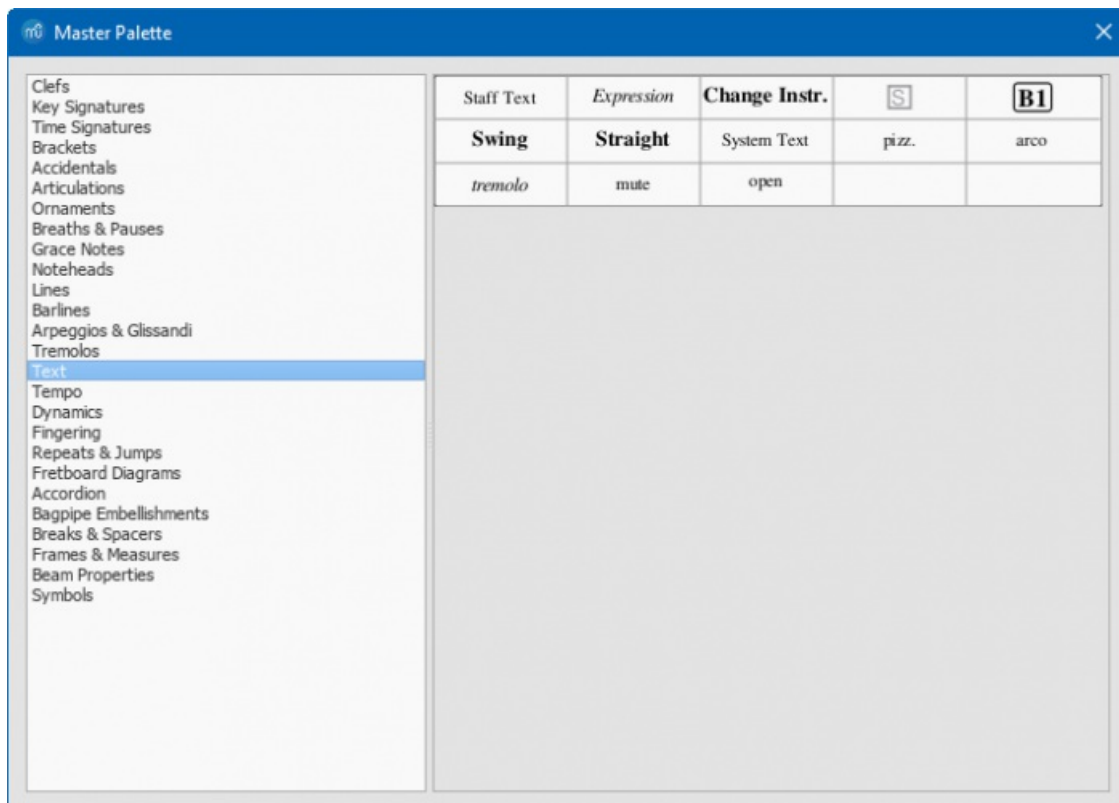 Master Palette
Clefs
Key Signatures
Time Signatures
Brackets
Accidentals
Articulations
Ornaments
Breaths & Pauses
Grace Notes
Noteheads
Lines
Barlines
Arpeggios & Glissandi
Tremolos
Text
Tempo
Dynamics
Fingering
Repeats & Jumps
Fretboard Diagrams
Accordion
Bagpipe Embellishments
Breaks & Spacers
Frames & Measures
Beam Properties
Symbols
Staff Text Expression Change Instr. S B1
Swing Straight System Text pizz. arco
tremolo mute open